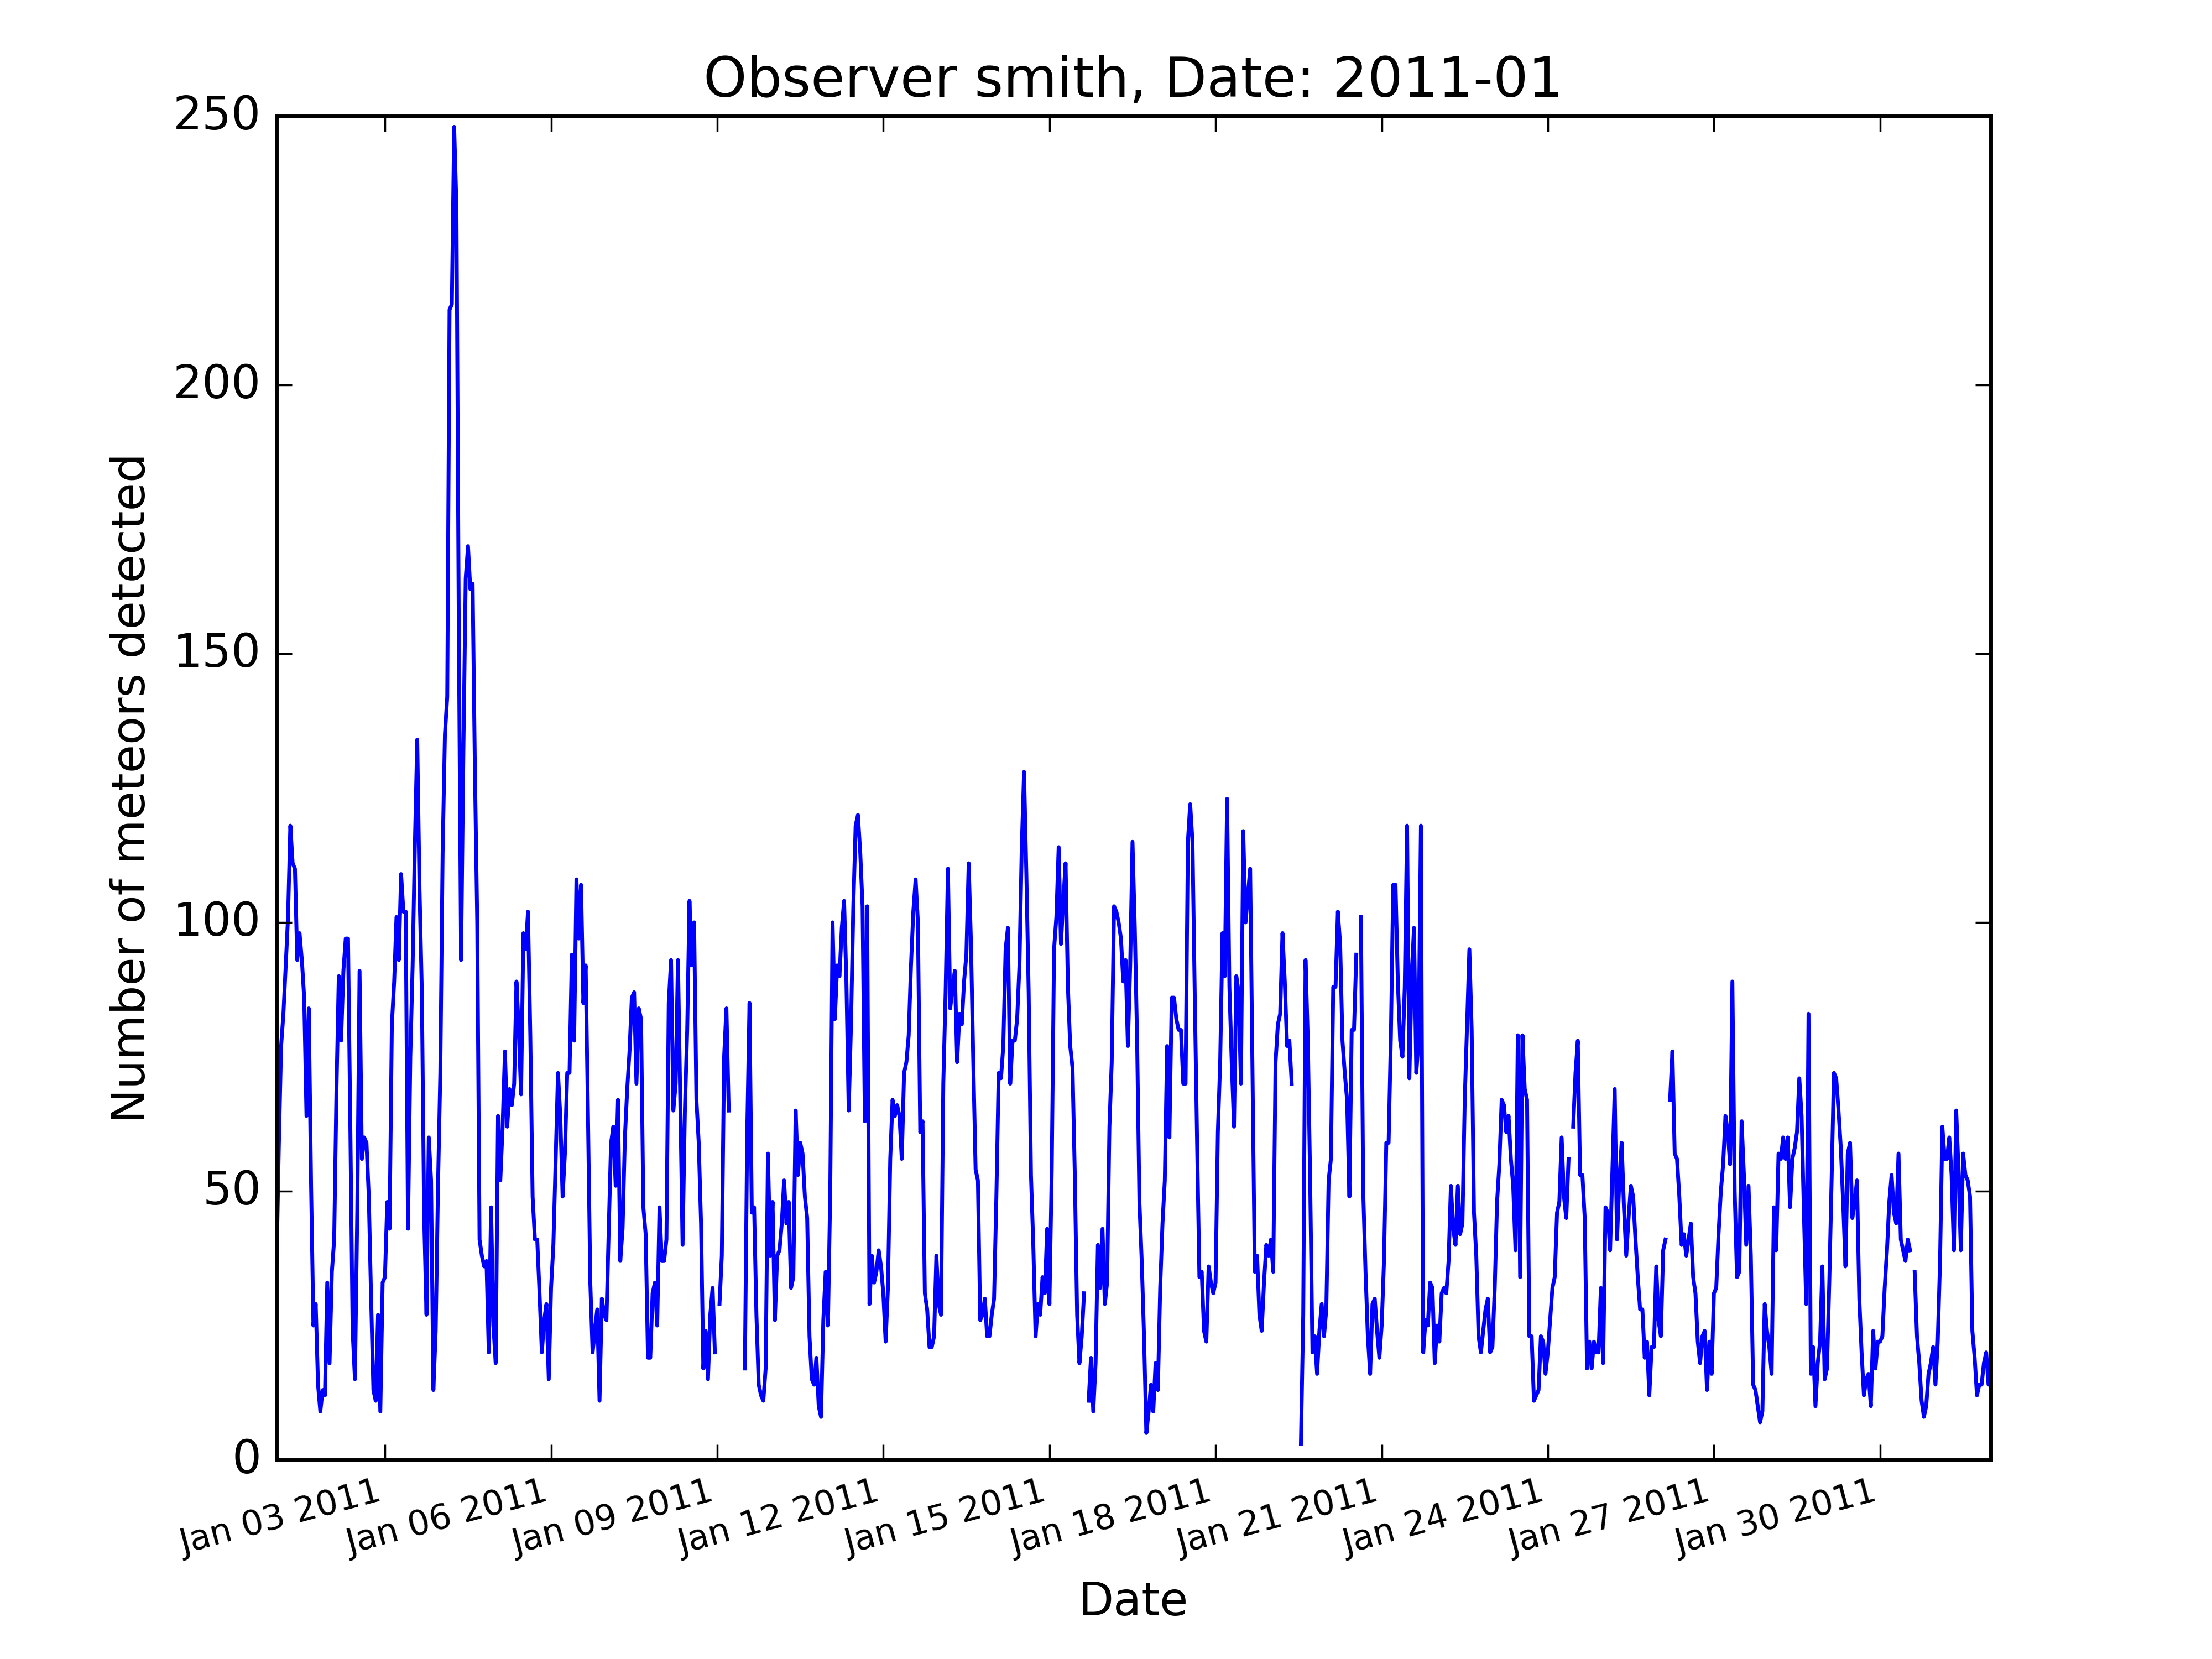 Observer smith, Date: 2011-01
250
200
150
100
50
0
Number of meteors detected
Jan 03 2011
Jan 06 2011
Jan 09 2011
Jan 12 2011
Jan 15 2011
Jan 18 2011
Jan 21 2011
Jan 24 2011
Jan 27 2011
Jan 30 2011
Date